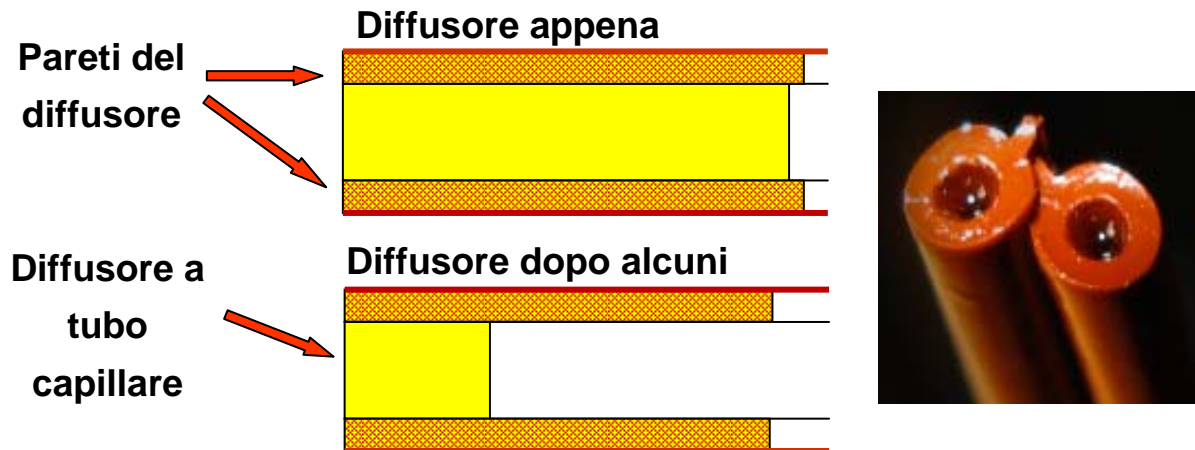 Diffusore appena
Pareti del
diffusore
Diffusore a
tubo
capillare
Diffusore dopo alcuni